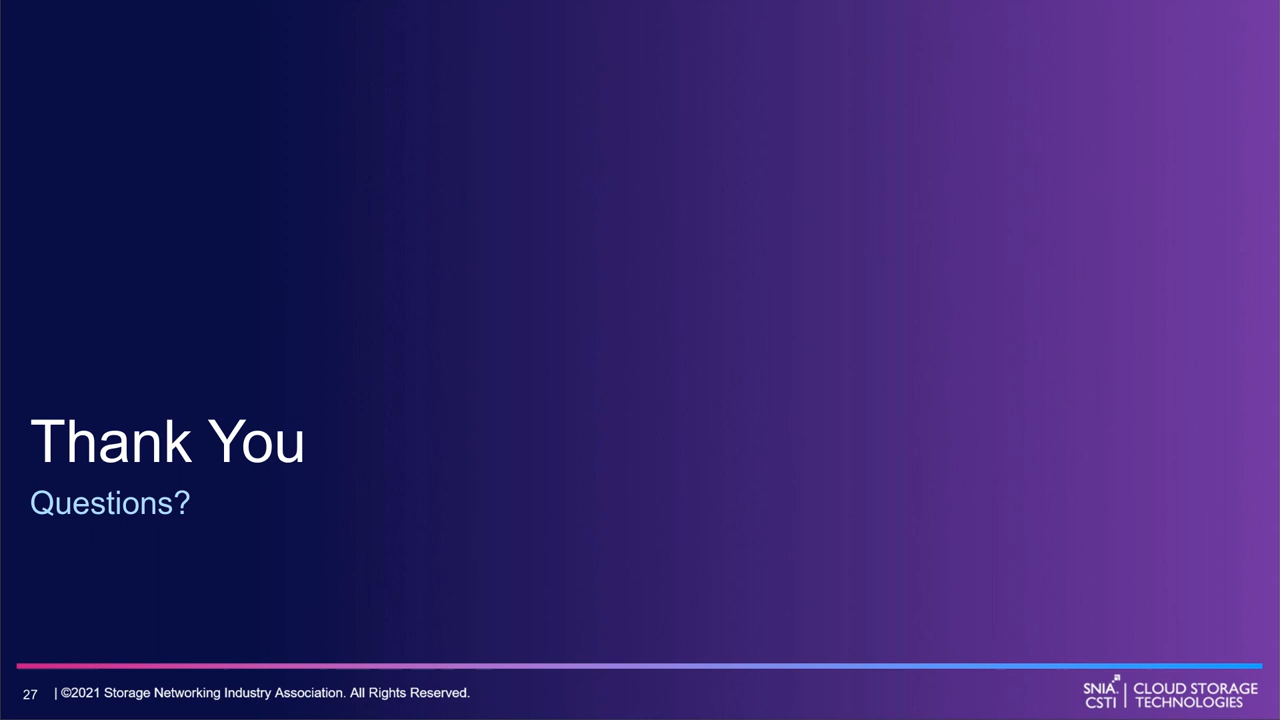 Thank You
Questions?
27 | ©2021 Storage Networking Industry Association. All Rights Reserved.
SNIA. | CLOUD STORAGE
CSTI | TECHNOLOGIES